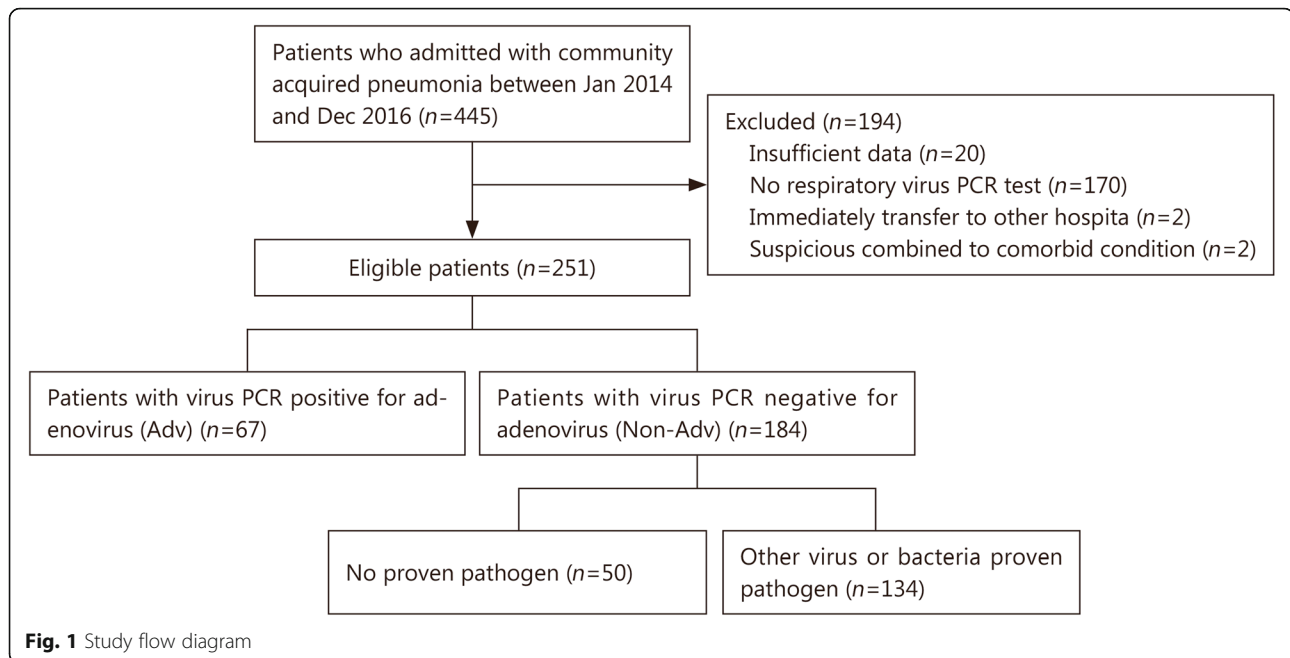 Patients who admitted with community
acquired pneumonia between Jan 2014
and Dec 2016 (n=445)
Excluded (n=194)
Insufficient data (n=20)
No respiratory virus PCR test (n=170)
Immediately transfer to other hospita (n=2)
Suspicious combined to comorbid condition (n=2)
Eligible patients (n=251)
Patients with virus PCR positive for ad-
enovirus (Adv) (n=67)
Patients with virus PCR negative for
adenovirus (Non-Adv) (n=184)
No proven pathogen (n=50)
Other virus or bacteria proven
pathogen (n=134)
Fig. 1 Study flow diagram